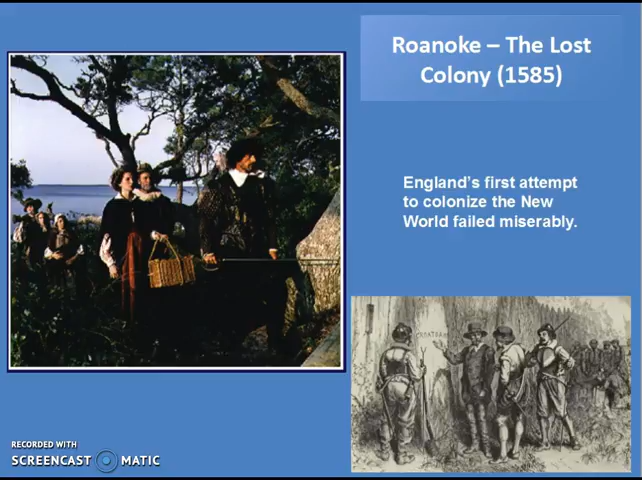 Roanoke – The Lost
Colony (1585)
England's first attempt
to colonize the New
World failed miserably.
RECORDED WITH
SCREENCAST MATIC